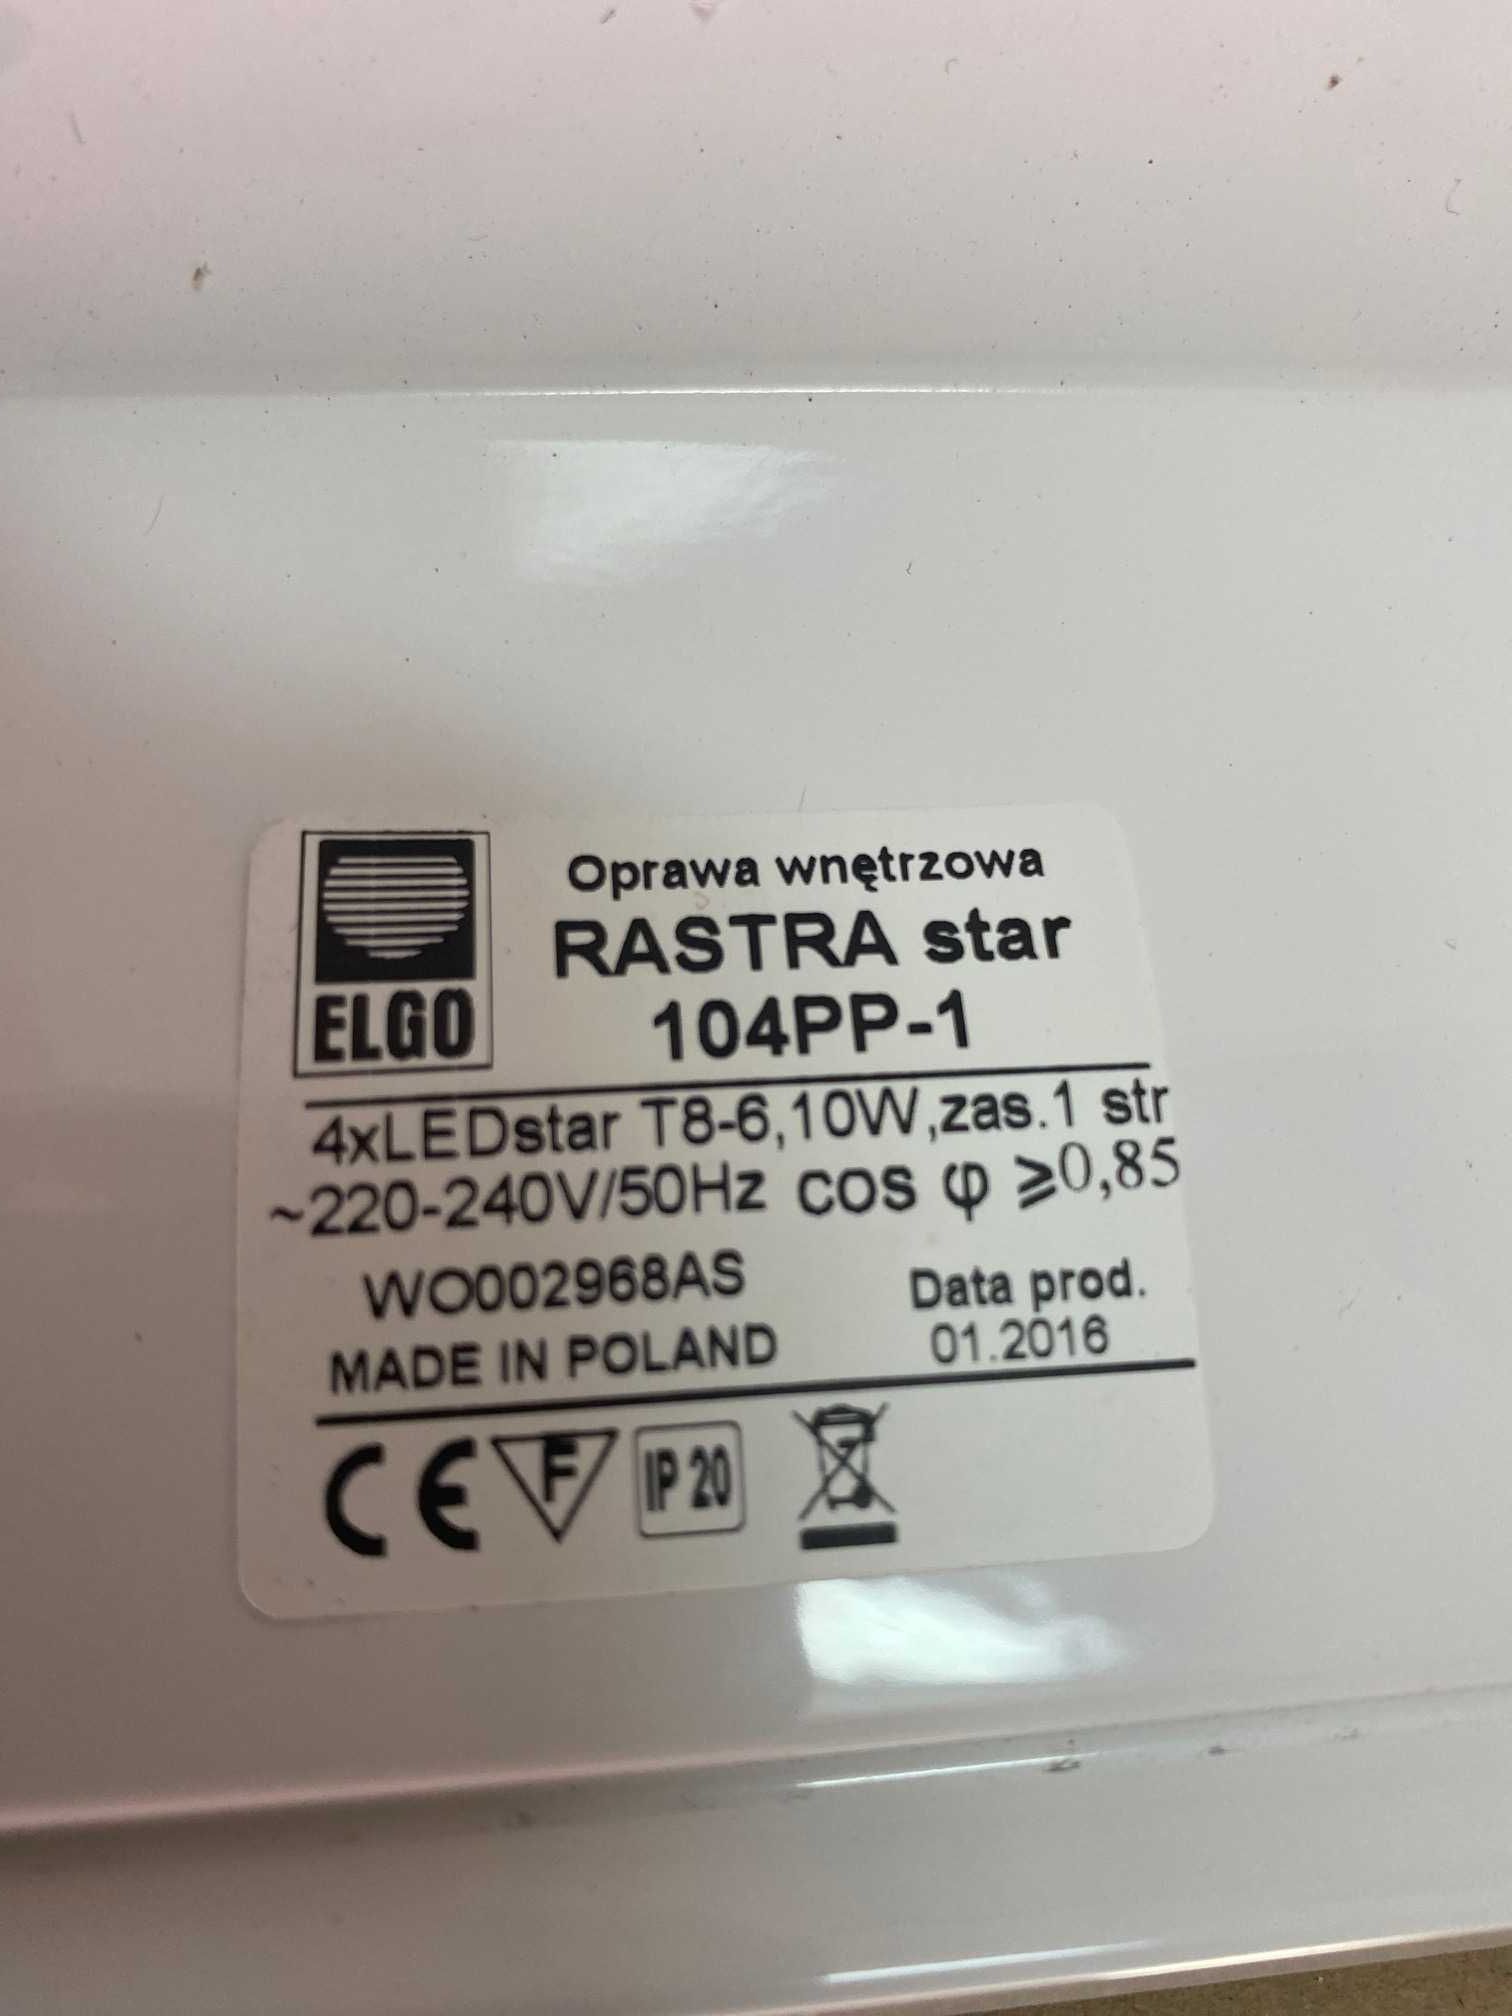 ELGO
Oprawa wnętrzowa
RASTRA star
104PP-1
4xLEDstar T8-6,10W,zas.1 str
~220-240V/50Hz cos φ ⩾0,85
WO002968AS
Data prod.
MADE IN POLAND
01.2016
CE F IP 20